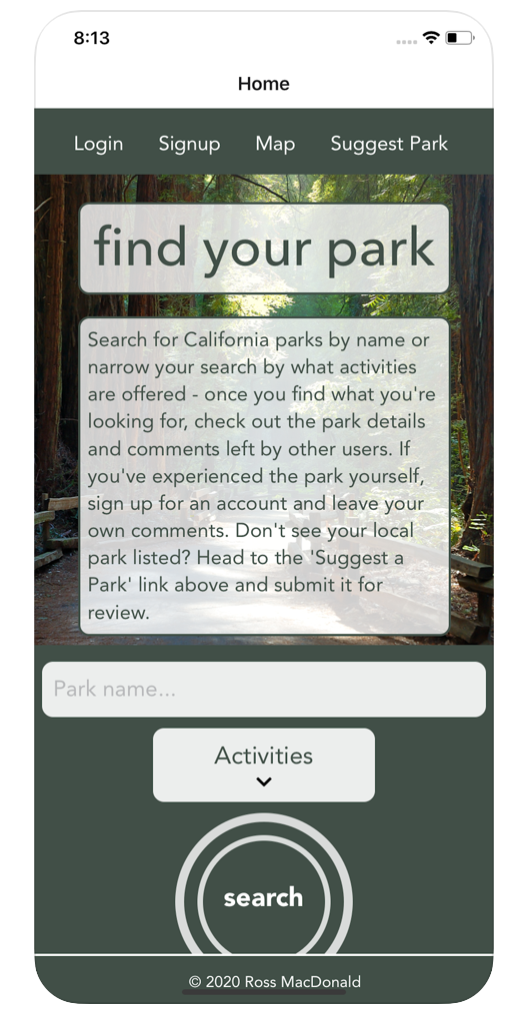 8:13
Home
Login Signup Map Suggest Park
find your park
Search for California parks by name or
narrow your search by what activities
are offered - once you find what you're
looking for, check out the park details
and comments left by other users. If
you've experienced the park yourself,
sign up for an account and leave your
own comments. Don't see your local
park listed? Head to the 'Suggest a
Park' link above and submit it for
review.
Park name...
Activities
search
© 2020 Ross MacDonald